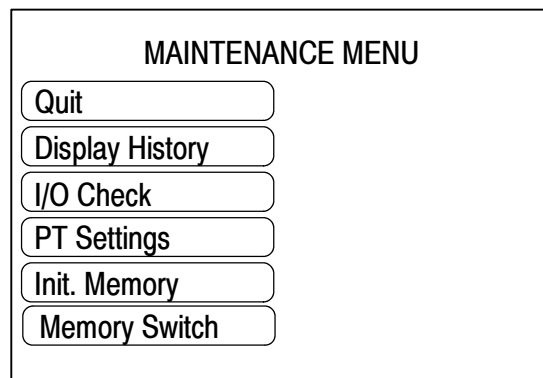 MAINTENANCE MENU
Quit
Display History
I/O Check
PT Settings
Init. Memory
Memory Switch